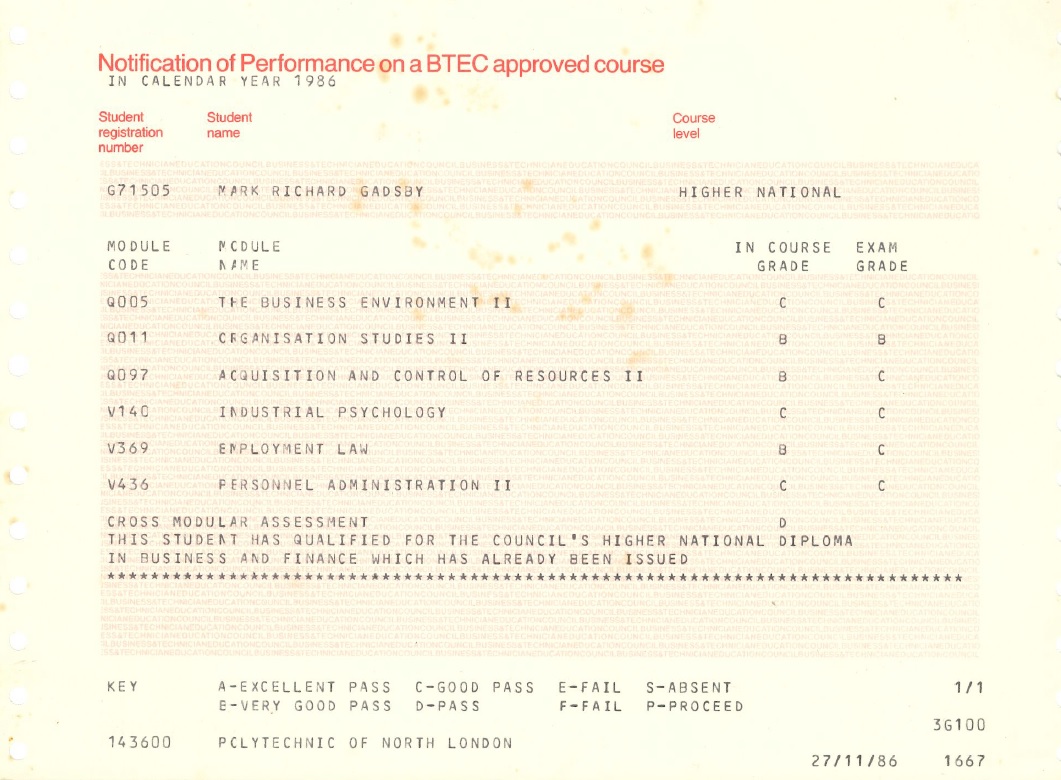 Notification of Performance on a BTEC approved course
IN CALENDAR YEAR 1986
Student registration number Student name Course level
G71505 MARK RICHARD GADSBY HIGHER NATIONAL
MODULE CODE MODULE NAME IN COURSE GRADE EXAM GRADE
Q005 THE BUSINESS ENVIRONMENT II C C
Q011 ORGANISATION STUDIES II B B
Q097 ACQUISITION AND CONTROL OF RESOURCES II B C
V140 INDUSTRIAL PSYCHOLOGY C C
V369 EMPLOYMENT LAW B C
V436 PERSONNEL ADMINISTRATION II C C
CROSS MODULAR ASSESSMENT D
THIS STUDENT HAS QUALIFIED FOR THE COUNCIL'S HIGHER NATIONAL DIPLOMA
IN BUSINESS AND FINANCE WHICH HAS ALREADY BEEN ISSUED
*******************************************************************************
KEY A-EXCELLENT PASS C-GOOD PASS E-FAIL S-ABSENT 1/1
B-VERY GOOD PASS D-PASS F-FAIL P-PROCEED
3G100
143600 POLYTECHNIC OF NORTH LONDON
27/11/86 1667